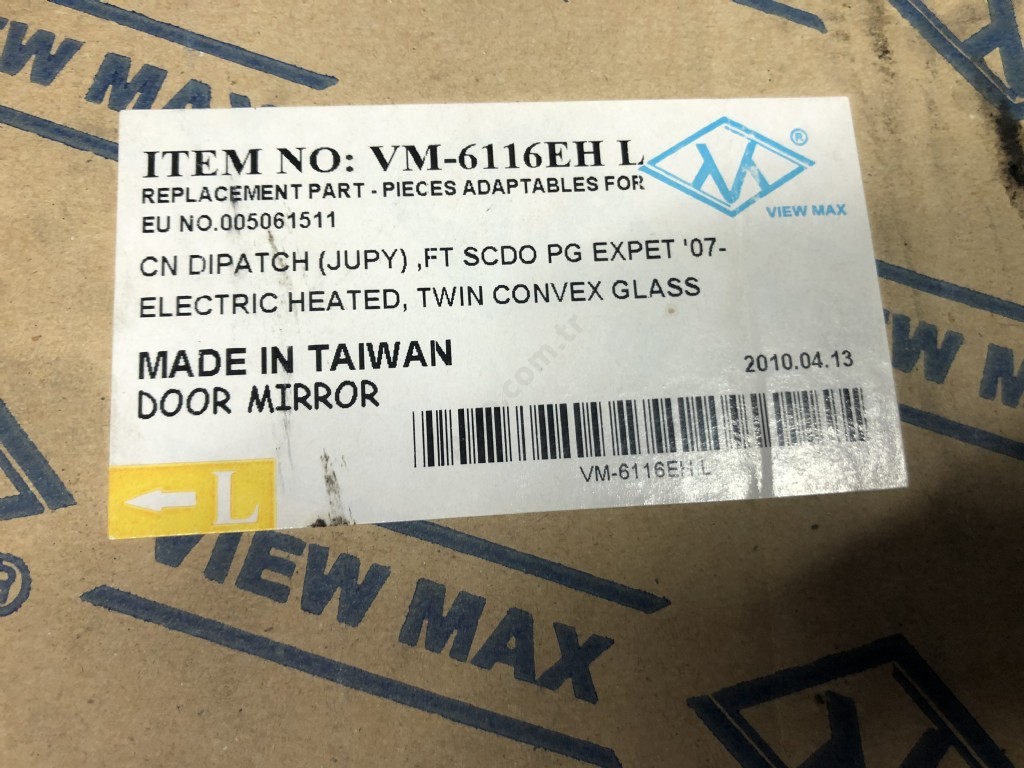 VIEW MAX
ITEM NO: VM-6116EH L
REPLACEMENT PART - PIECES ADAPTABLES FOR
EU NO.005061511
VIEW MAX
CN DIPATCH (JUPY) ,FT SCDO PG EXPET '07-
ELECTRIC HEATED, TWIN CONVEX GLASS
MADE IN TAIWAN
2010.04.13
DOOR MIRROR
VM-6116EH L
L
VIEW MAX